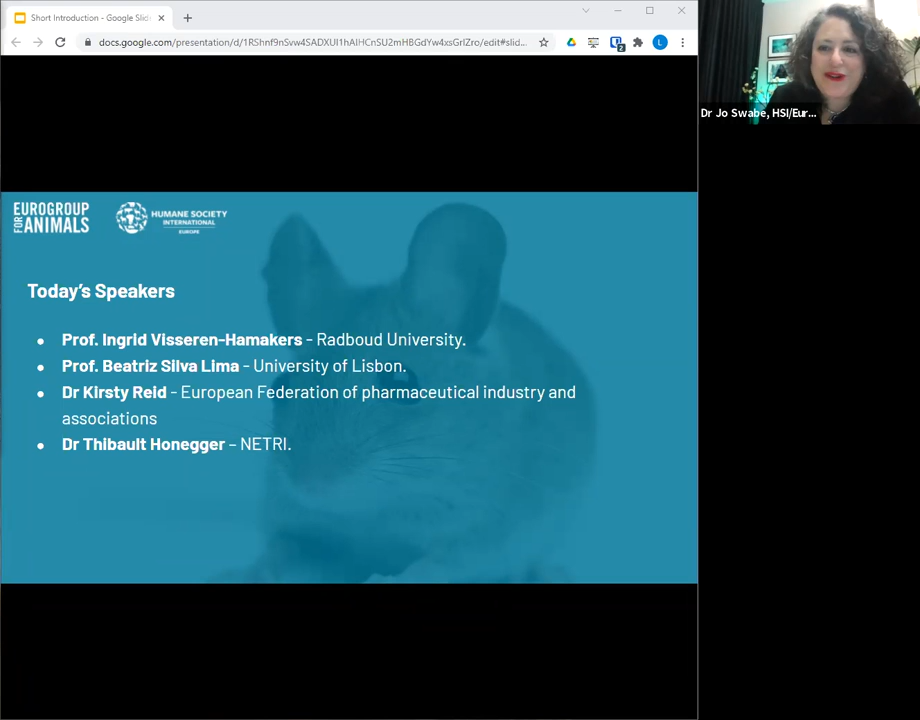 Short Introduction - Google Slid
docs.google.com/presentation/d/1RShnf9nSvw4SADXUI1hAlHCnSU2mHBGdYw4xsGrlZro/edit#slid...
2
L
Dr Jo Swabe, HSI/Eur...
EUROGROUP
FOR ANIMALS
HUMANE SOCIETY
INTERNATIONAL
EUROPE
Today's Speakers
● Prof. Ingrid Visseren-Hamakers - Radboud University.
● Prof. Beatriz Silva Lima - University of Lisbon.
● Dr Kirsty Reid - European Federation of pharmaceutical industry and
associations
● Dr Thibault Honegger – NETRI.